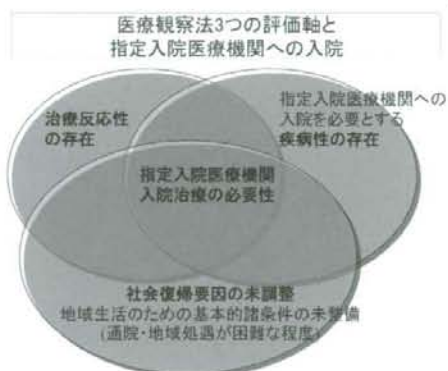 医療観察法3つの評価軸と
指定入院医療機関への入院
治療反応性
の存在
指定入院医療機関への
入院を必要とする
疾病性の存在
指定入院医療機関
入院治療の必要性
社会復帰要因の未調整
地域生活のための基本的諸条件の未整備
(通院・地域処遇が困難な程度)